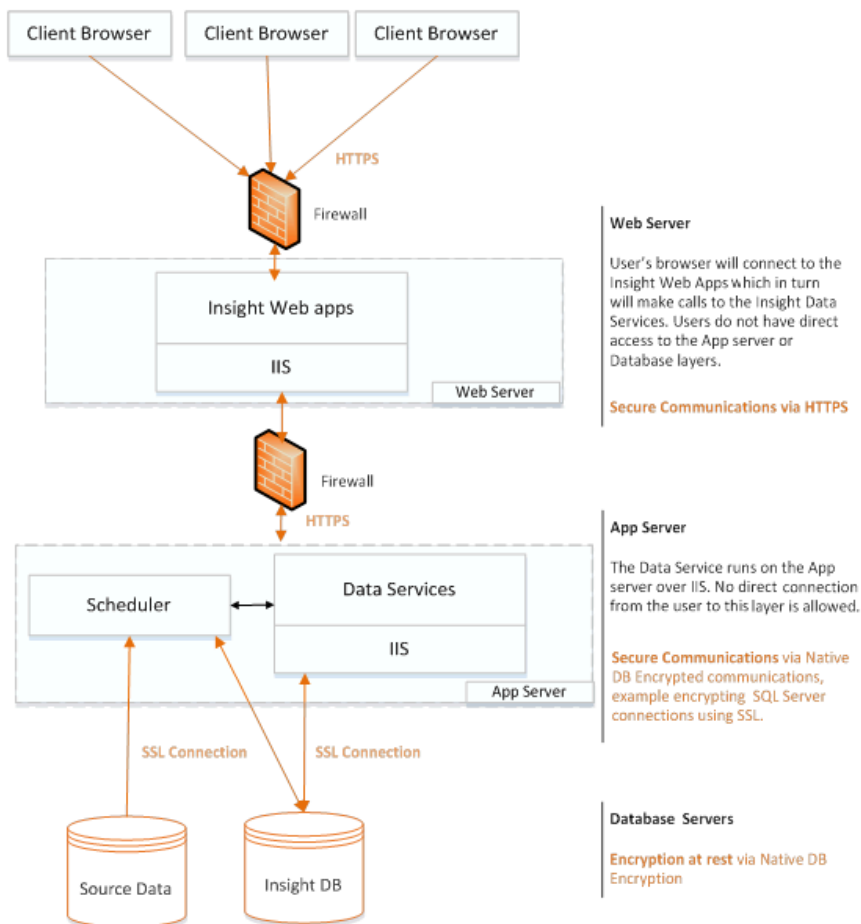 Client Browser
Client Browser
Client Browser
HTTPS
Firewall
Insight Web apps
IIS
Web Server
Web Server
User's browser will connect to the
Insight Web Apps which in turn
will make calls to the Insight Data
Services. Users do not have direct
access to the App server or
Database layers.
Secure Communications via HTTPS
Firewall
HTTPS
Scheduler
Data Services
IIS
App Server
App Server
The Data Service runs on the App
server over IIS. No direct connection
from the user to this layer is allowed.
Secure Communications via Native
DB Encrypted communications,
example encrypting SQL Server
connections using SSL.
SSL Connection
SSL Connection
Source Data
Insight DB
Database Servers
Encryption at rest via Native DB
Encryption